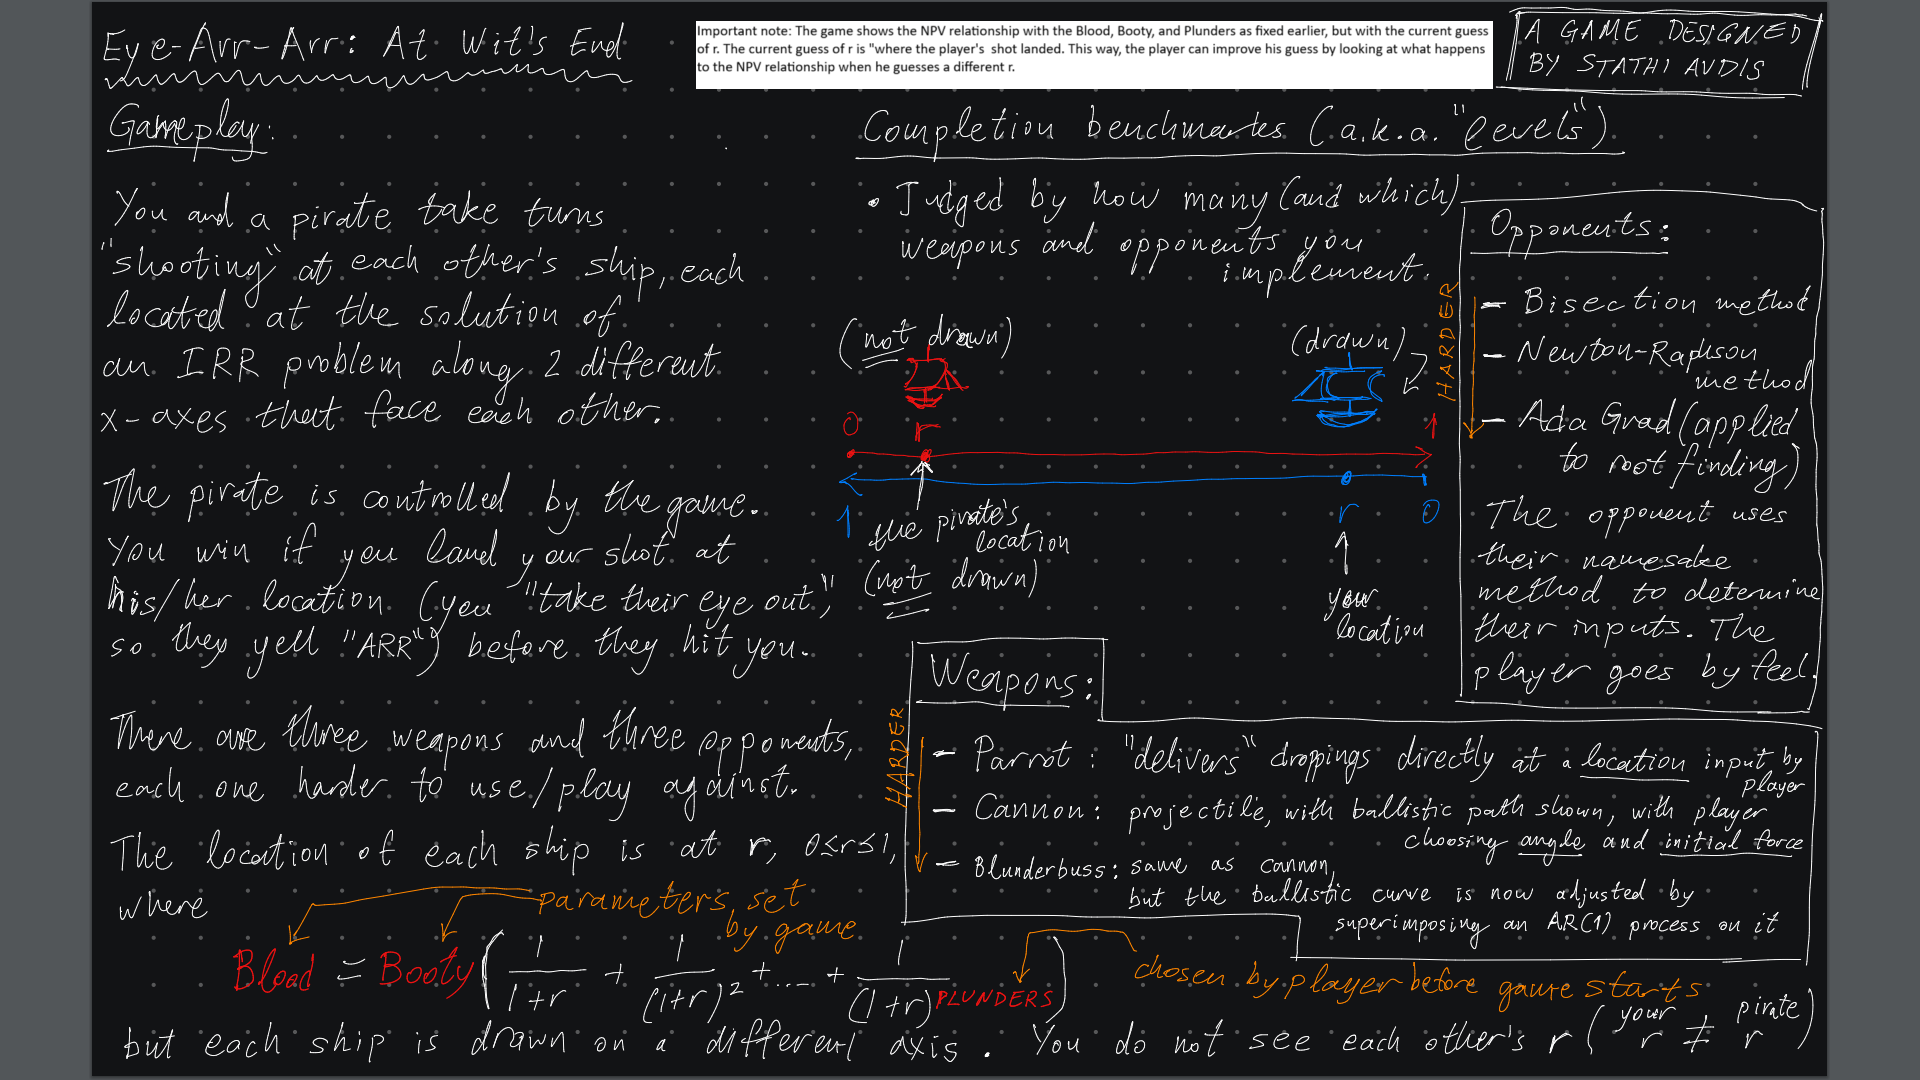 Eye-Arr-Arr: At Wit's End
Important note: The game shows the NPV relationship with the Blood, Booty, and Plunders as fixed earlier, but with the current guess
of r. The current guess of r is "where the player's shot landed. This way, the player can improve his guess by looking at what happens
to the NPV relationship when he guesses a different r.
A GAME DESIGNED
BY STATHI AVDIS
Gameplay:
You and a pirate take turns
"shooting" at each other's ship, each
located at the solution of
an IRR problem along 2 different
x-axes that face each other.
The pirate is controlled by the game.
You win if you land your shot at
his/her location (you "take their eye out,"
so they yell "ARR") before they hit you.
There are three weapons and three opponents,
each one harder to use/play against.
The location of each ship is at r, 0≤r≤1,
where
parameters set
by game
Blood = Booty ( 1/(1+r) + 1/(1+r)² + .... + 1/(1+r)^PLUNDERS )
chosen by player before game starts
but each ship is drawn on a different axis. You do not see each other's r (your r ≠ pirate r)
Completion benchmarks (a.k.a. "levels")
• Judged by how many (and which)
weapons and opponents you
implement.
(not drawn)
(drawn)
0
r
1
1
r
0
the pirate's
location
(not drawn)
your
location
HARDER
Opponents:
- Bisection method
- Newton-Raphson
method
- Ada Grad (applied
to root finding)
The opponent uses
their namesake
method to determine
their inputs. The
player goes by feel.
Weapons:
HARDER
- Parrot: "delivers" droppings directly at a location input by
player
- Cannon: projectile, with ballistic path shown, with player
choosing angle and initial force
- Blunderbuss: same as cannon,
but the ballistic curve is now adjusted by
superimposing an AR(1) process on it